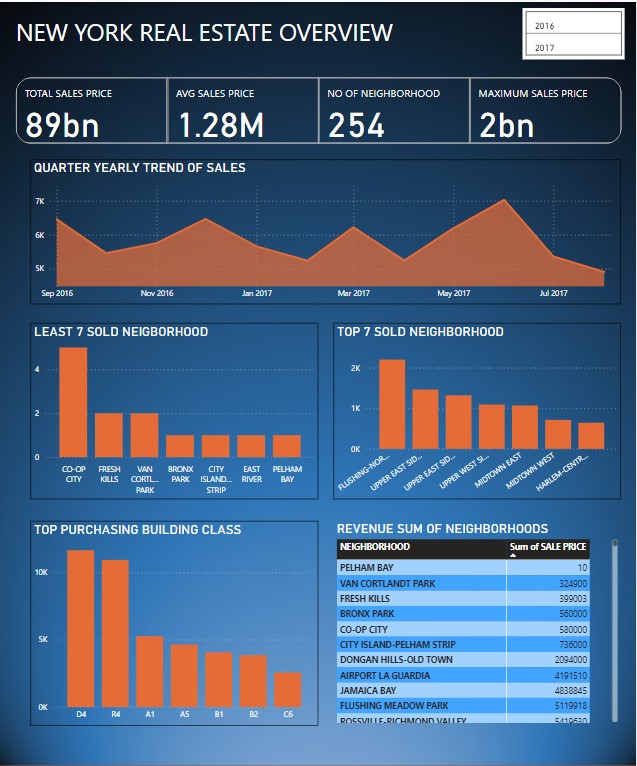 NEW YORK REAL ESTATE OVERVIEW
2016
2017
TOTAL SALES PRICE
89bn
AVG SALES PRICE
1.28M
NO OF NEIGHBORHOOD
254
MAXIMUM SALES PRICE
2bn
QUARTER YEARLY TREND OF SALES
7K
6K
5K
Sep 2016 Nov 2016 Jan 2017 Mar 2017 May 2017 Jul 2017
LEAST 7 SOLD NEIGBORHOOD
4
2
0
CO-OP
CITY
FRESH
KILLS
VAN
CORTL...
PARK
BRONX
PARK
CITY
ISLAND...
STRIP
EAST
RIVER
PELHAM
BAY
TOP 7 SOLD NEIGHBORHOOD
2K
1K
0K
FLUSHING-NOR...
UPPER EAST SID...
UPPER EAST SID...
UPPER WEST SI...
MIDTOWN EAST
MIDTOWN WEST
HARLEM-CENTR...
TOP PURCHASING BUILDING CLASS
10K
5K
0K
D4 R4 A1 A5 B1 B2 C6
REVENUE SUM OF NEIGHBORHOODS
NEIGHBORHOOD Sum of SALE PRICE
PELHAM BAY 10
VAN CORTLANDT PARK 324900
FRESH KILLS 399003
BRONX PARK 560000
CO-OP CITY 580000
CITY ISLAND-PELHAM STRIP 736000
DONGAN HILLS-OLD TOWN 2094000
AIRPORT LA GUARDIA 4191510
JAMAICA BAY 4838845
FLUSHING MEADOW PARK 5119918
ROSSVILLE-RICHMOND VALLEY 5419630